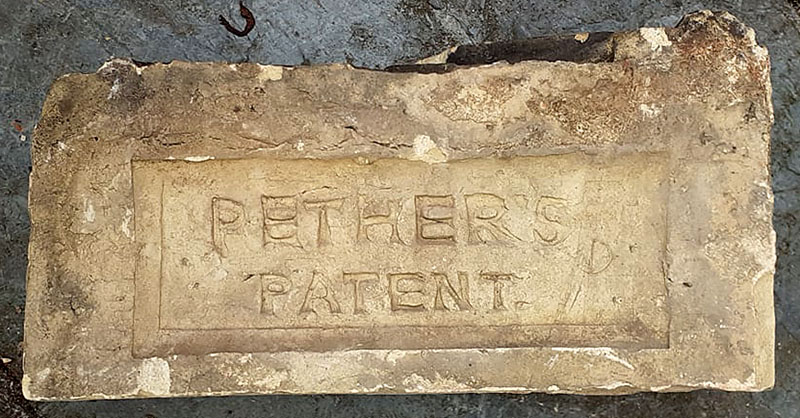 PETHER'S
PATENT.
D